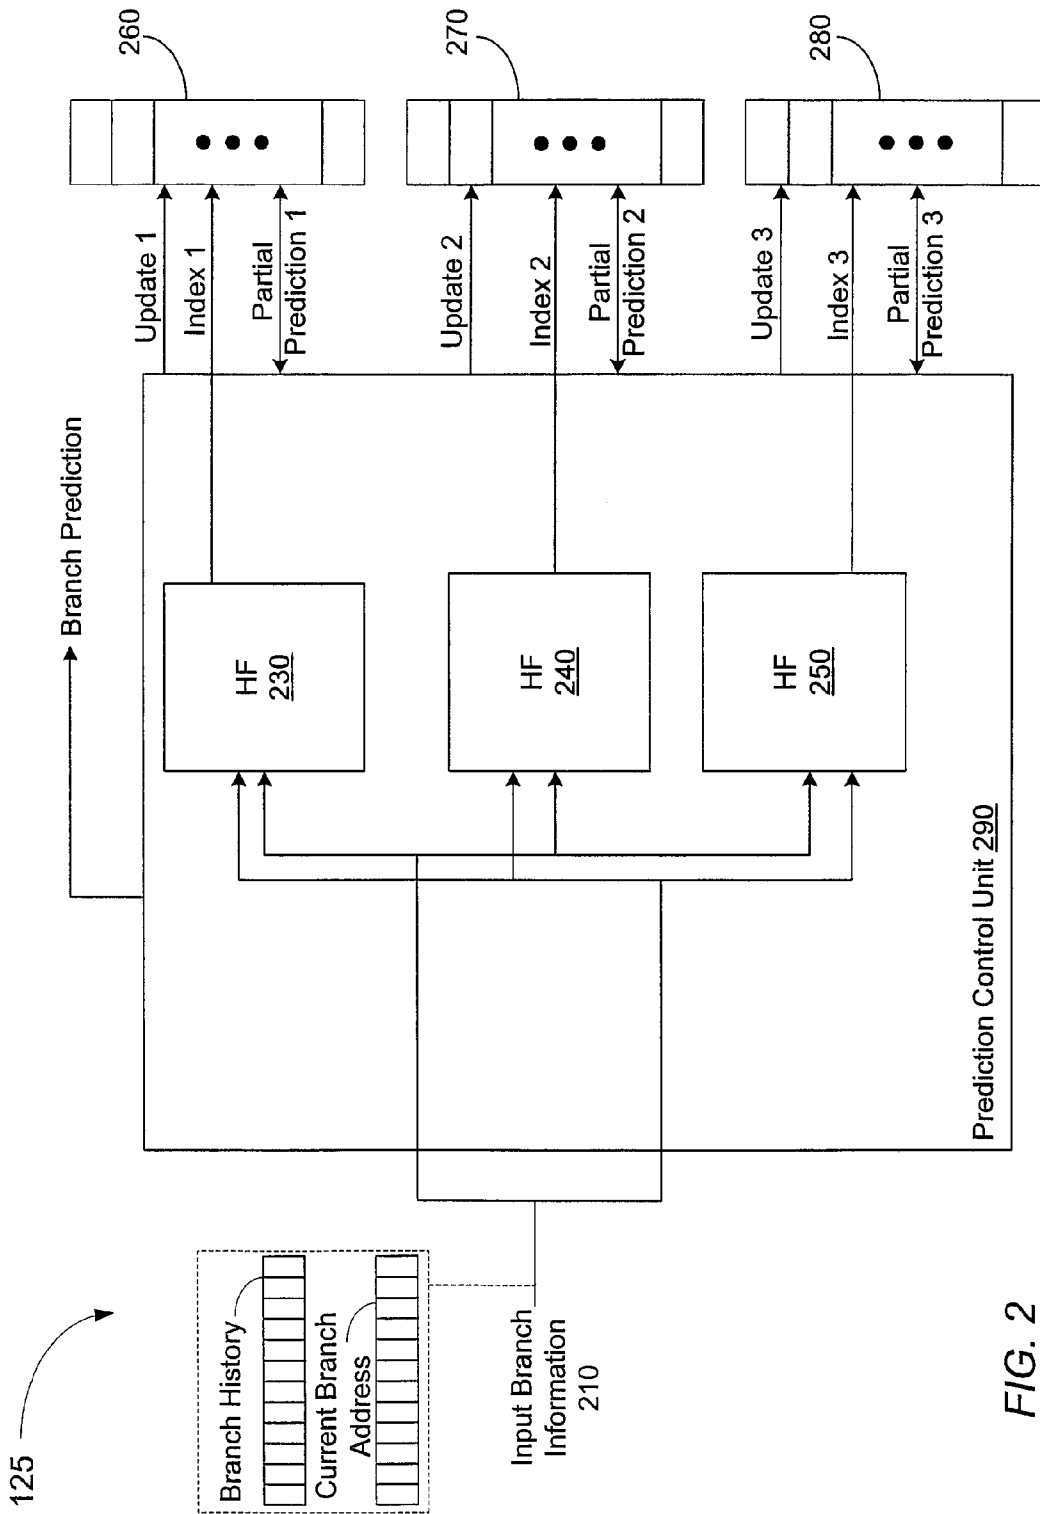 125
Branch History
Current Branch
Address
Input Branch
Information
210
Branch Prediction
HF
230
HF
240
HF
250
Prediction Control Unit 290
Update 1
Index 1
Partial
Prediction 1
260
Update 2
Index 2
Partial
Prediction 2
270
Update 3
Index 3
Partial
Prediction 3
280
FIG. 2